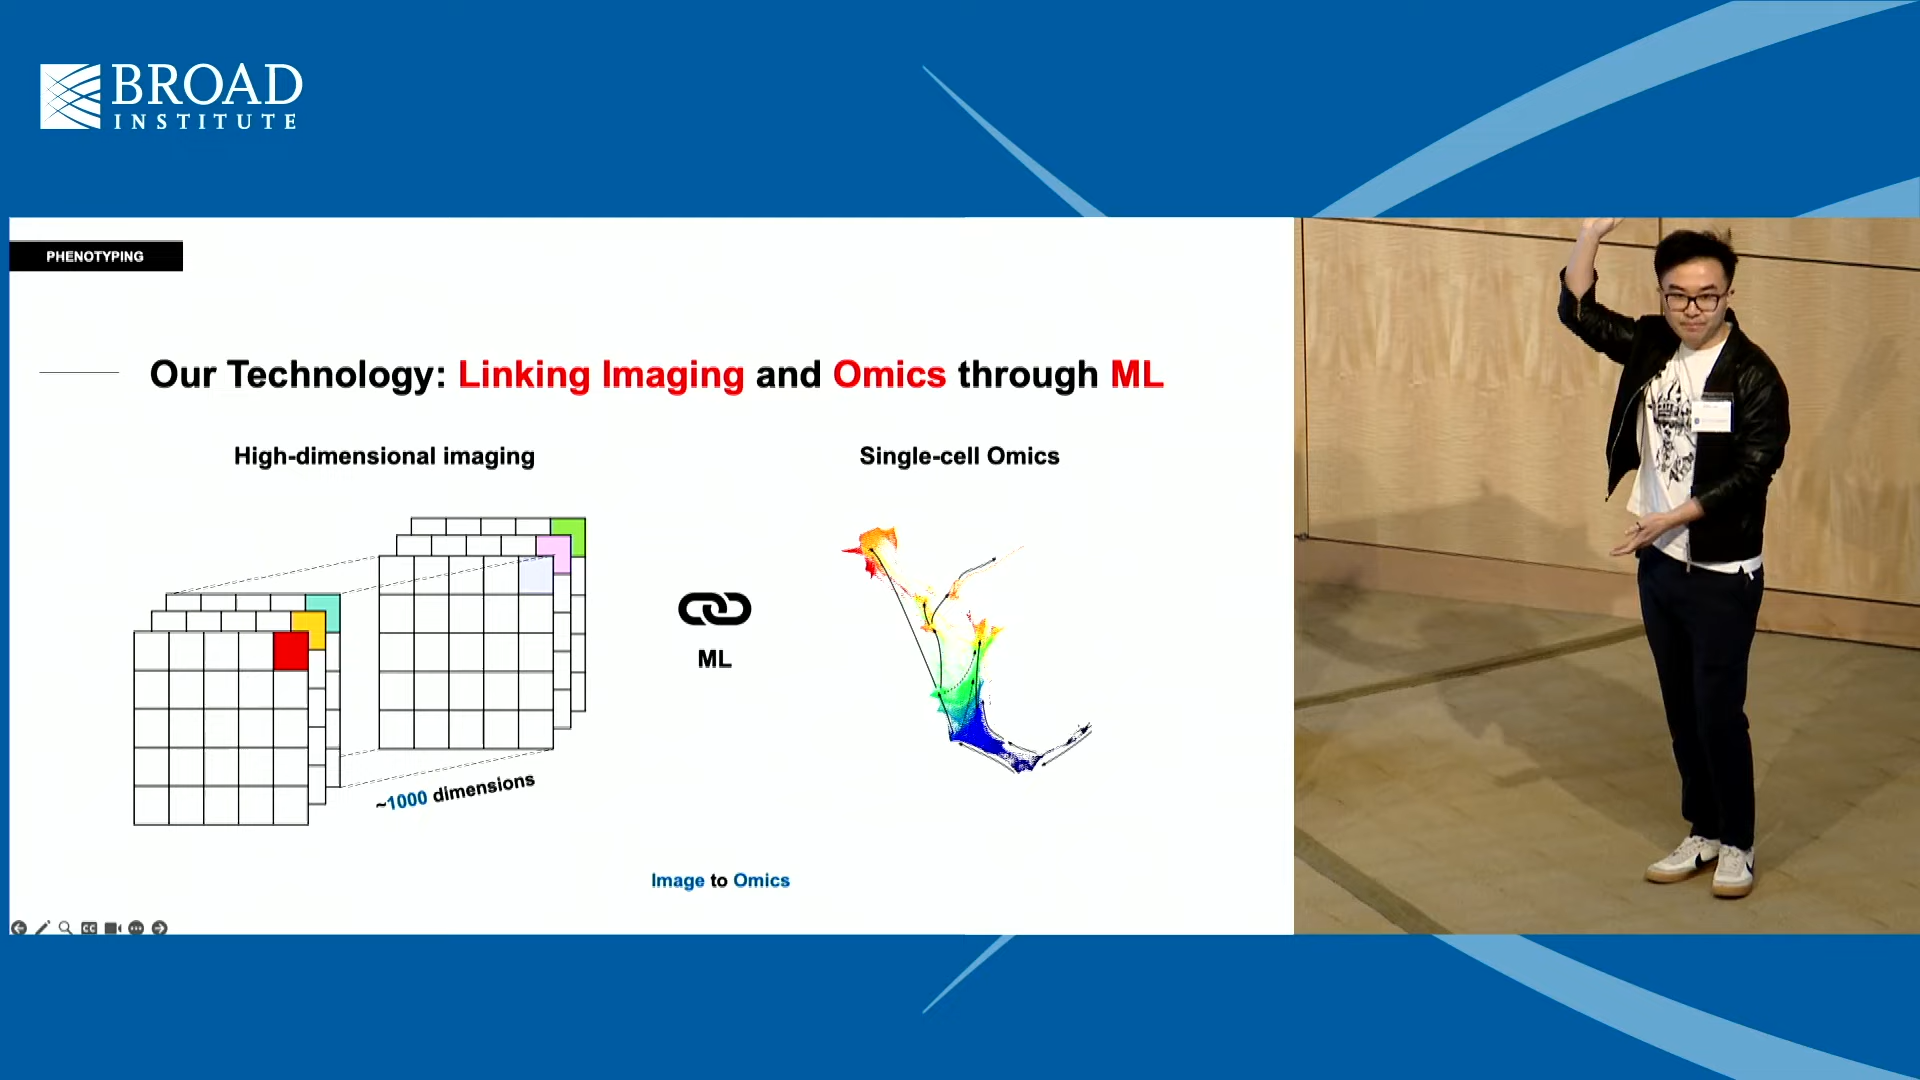 BROAD
INSTITUTE
PHENOTYPING
Our Technology: Linking Imaging and Omics through ML
High-dimensional imaging
Single-cell Omics
ML
~1000 dimensions
Image to Omics
CC